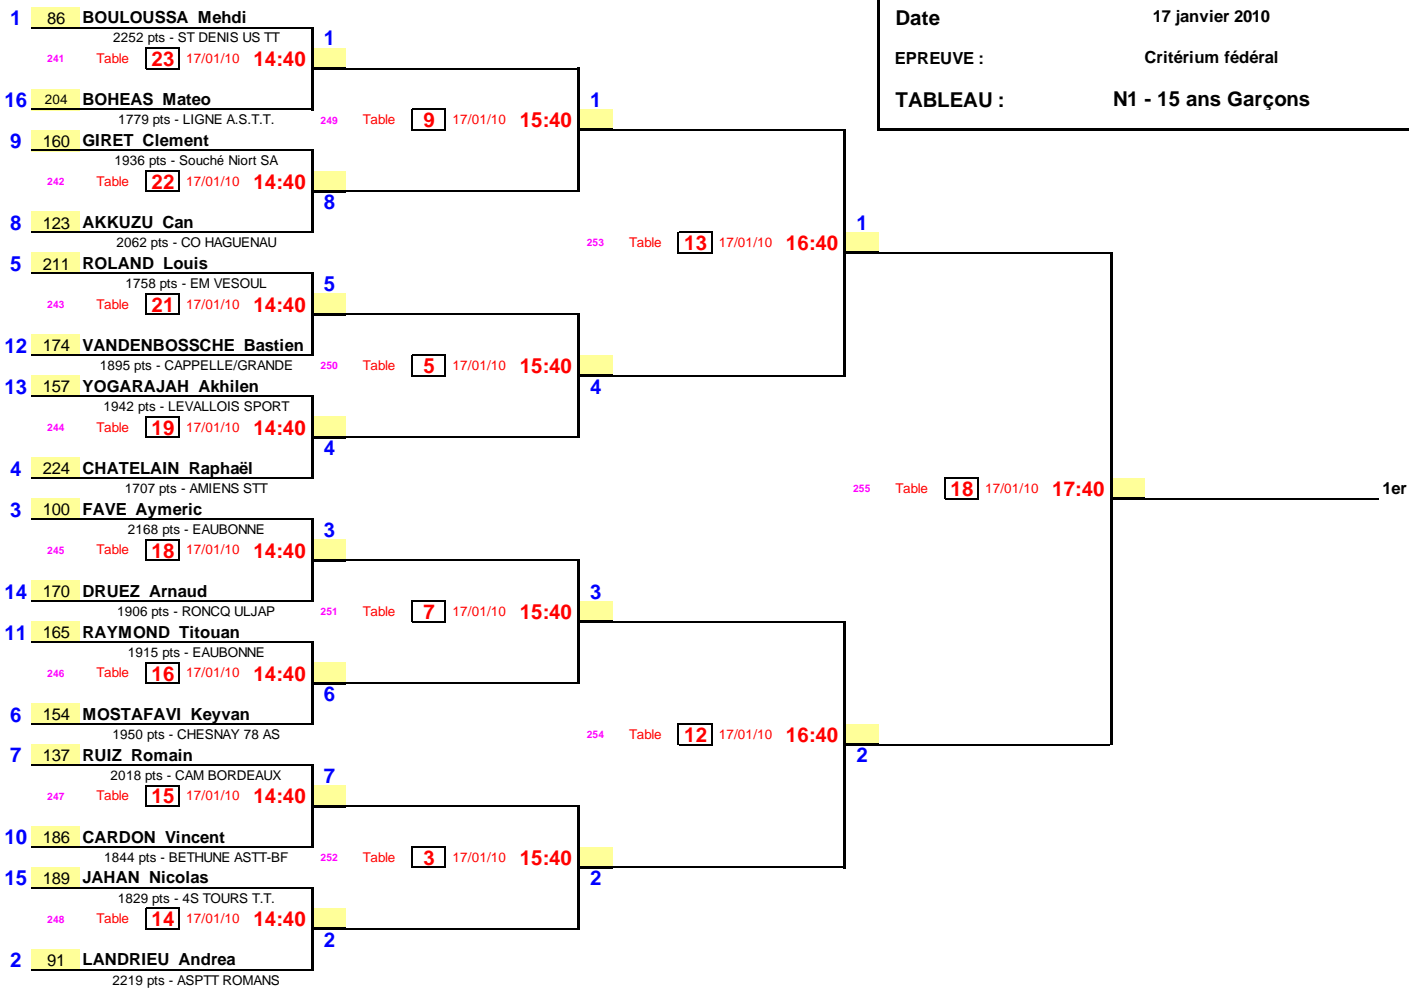 Date 17 janvier 2010
EPREUVE : Critérium fédéral
TABLEAU : N1 - 15 ans Garçons
1 86 BOULOUSSA Mehdi
2252 pts - ST DENIS US TT
1
241 Table 23 17/01/10 14:40
16 204 BOHEAS Mateo
1779 pts - LIGNE A.S.T.T.
1
249 Table 9 17/01/10 15:40
9 160 GIRET Clement
1936 pts - Souché Niort SA
242 Table 22 17/01/10 14:40
8
8 123 AKKUZU Can
2062 pts - CO HAGUENAU
1
253 Table 13 17/01/10 16:40
5 211 ROLAND Louis
1758 pts - EM VESOUL
5
243 Table 21 17/01/10 14:40
12 174 VANDENBOSSCHE Bastien
1895 pts - CAPPELLE/GRANDE
250 Table 5 17/01/10 15:40
4
13 157 YOGARAJAH Akhilen
1942 pts - LEVALLOIS SPORT
244 Table 19 17/01/10 14:40
4
4 224 CHATELAIN Raphaël
1707 pts - AMIENS STT
255 Table 18 17/01/10 17:40
1er
3 100 FAVE Aymeric
2168 pts - EAUBONNE
3
245 Table 18 17/01/10 14:40
14 170 DRUEZ Arnaud
1906 pts - RONCQ ULJAP
3
251 Table 7 17/01/10 15:40
11 165 RAYMOND Titouan
1915 pts - EAUBONNE
246 Table 16 17/01/10 14:40
6
6 154 MOSTAFAVI Keyvan
1950 pts - CHESNAY 78 AS
254 Table 12 17/01/10 16:40
2
7 137 RUIZ Romain
2018 pts - CAM BORDEAUX
7
247 Table 15 17/01/10 14:40
10 186 CARDON Vincent
1844 pts - BETHUNE ASTT-BF
252 Table 3 17/01/10 15:40
2
15 189 JAHAN Nicolas
1829 pts - 4S TOURS T.T.
248 Table 14 17/01/10 14:40
2
2 91 LANDRIEU Andrea
2219 pts - ASPTT ROMANS